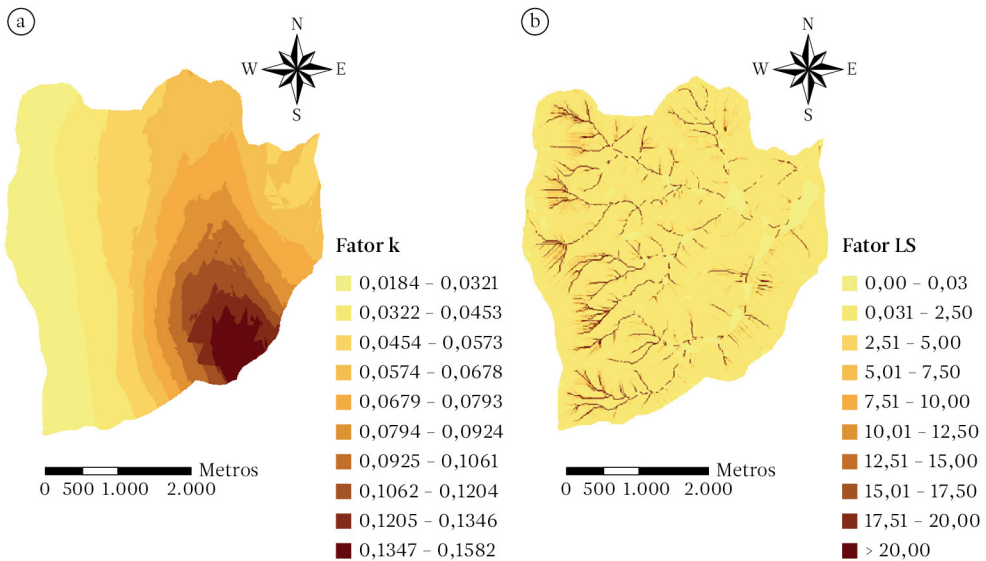 a
N
W
E
S
Fator k
0,0184 – 0,0321
0,0322 – 0,0453
0,0454 – 0,0573
0,0574 – 0,0678
0,0679 – 0,0793
0,0794 – 0,0924
0,0925 – 0,1061
0,1062 – 0,1204
0,1205 – 0,1346
0,1347 – 0,1582
Metros
0 500 1.000 2.000
b
N
W
E
S
Fator LS
0,00 – 0,03
0,031 – 2,50
2,51 – 5,00
5,01 – 7,50
7,51 – 10,00
10,01 – 12,50
12,51 – 15,00
15,01 – 17,50
17,51 – 20,00
> 20,00
Metros
0 500 1.000 2.000